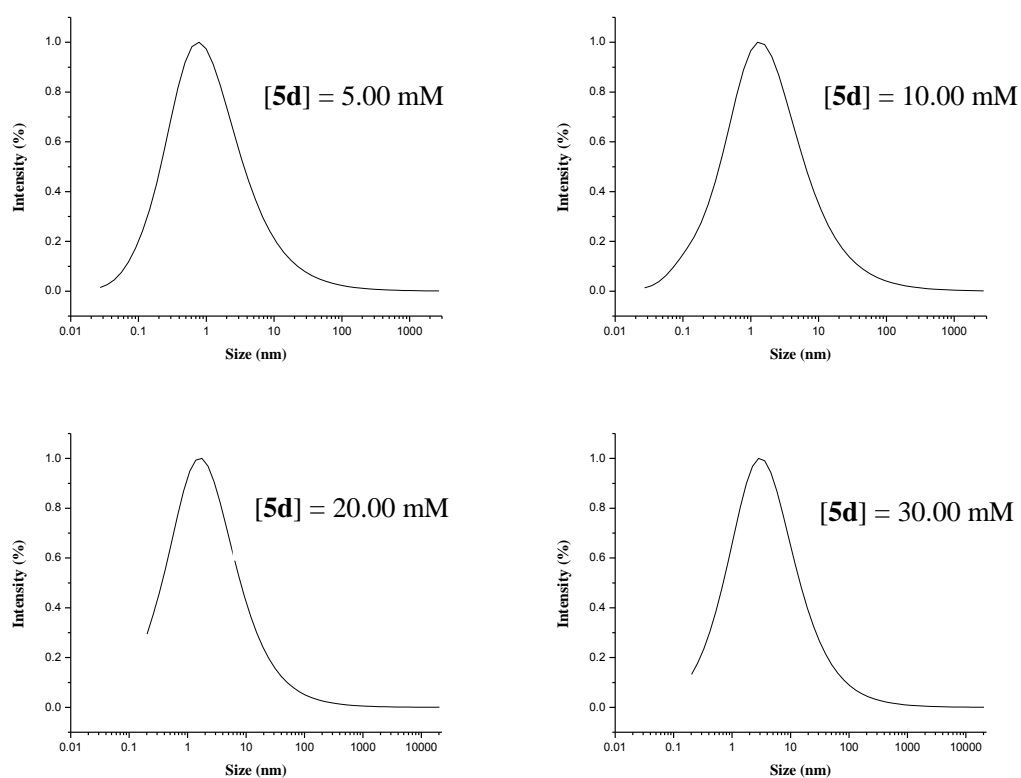 1.0
0.8
0.6
0.4
0.2
0.0
Intensity (%)
[5d] = 5.00 mM
0.01 0.1 1 10 100 1000
Size (nm)
1.0
0.8
0.6
0.4
0.2
0.0
Intensity (%)
[5d] = 10.00 mM
0.01 0.1 1 10 100 1000
Size (nm)
1.0
0.8
0.6
0.4
0.2
0.0
Intensity (%)
[5d] = 20.00 mM
0.01 0.1 1 10 100 1000 10000
Size (nm)
1.0
0.8
0.6
0.4
0.2
0.0
Intensity (%)
[5d] = 30.00 mM
0.01 0.1 1 10 100 1000 10000
Size (nm)